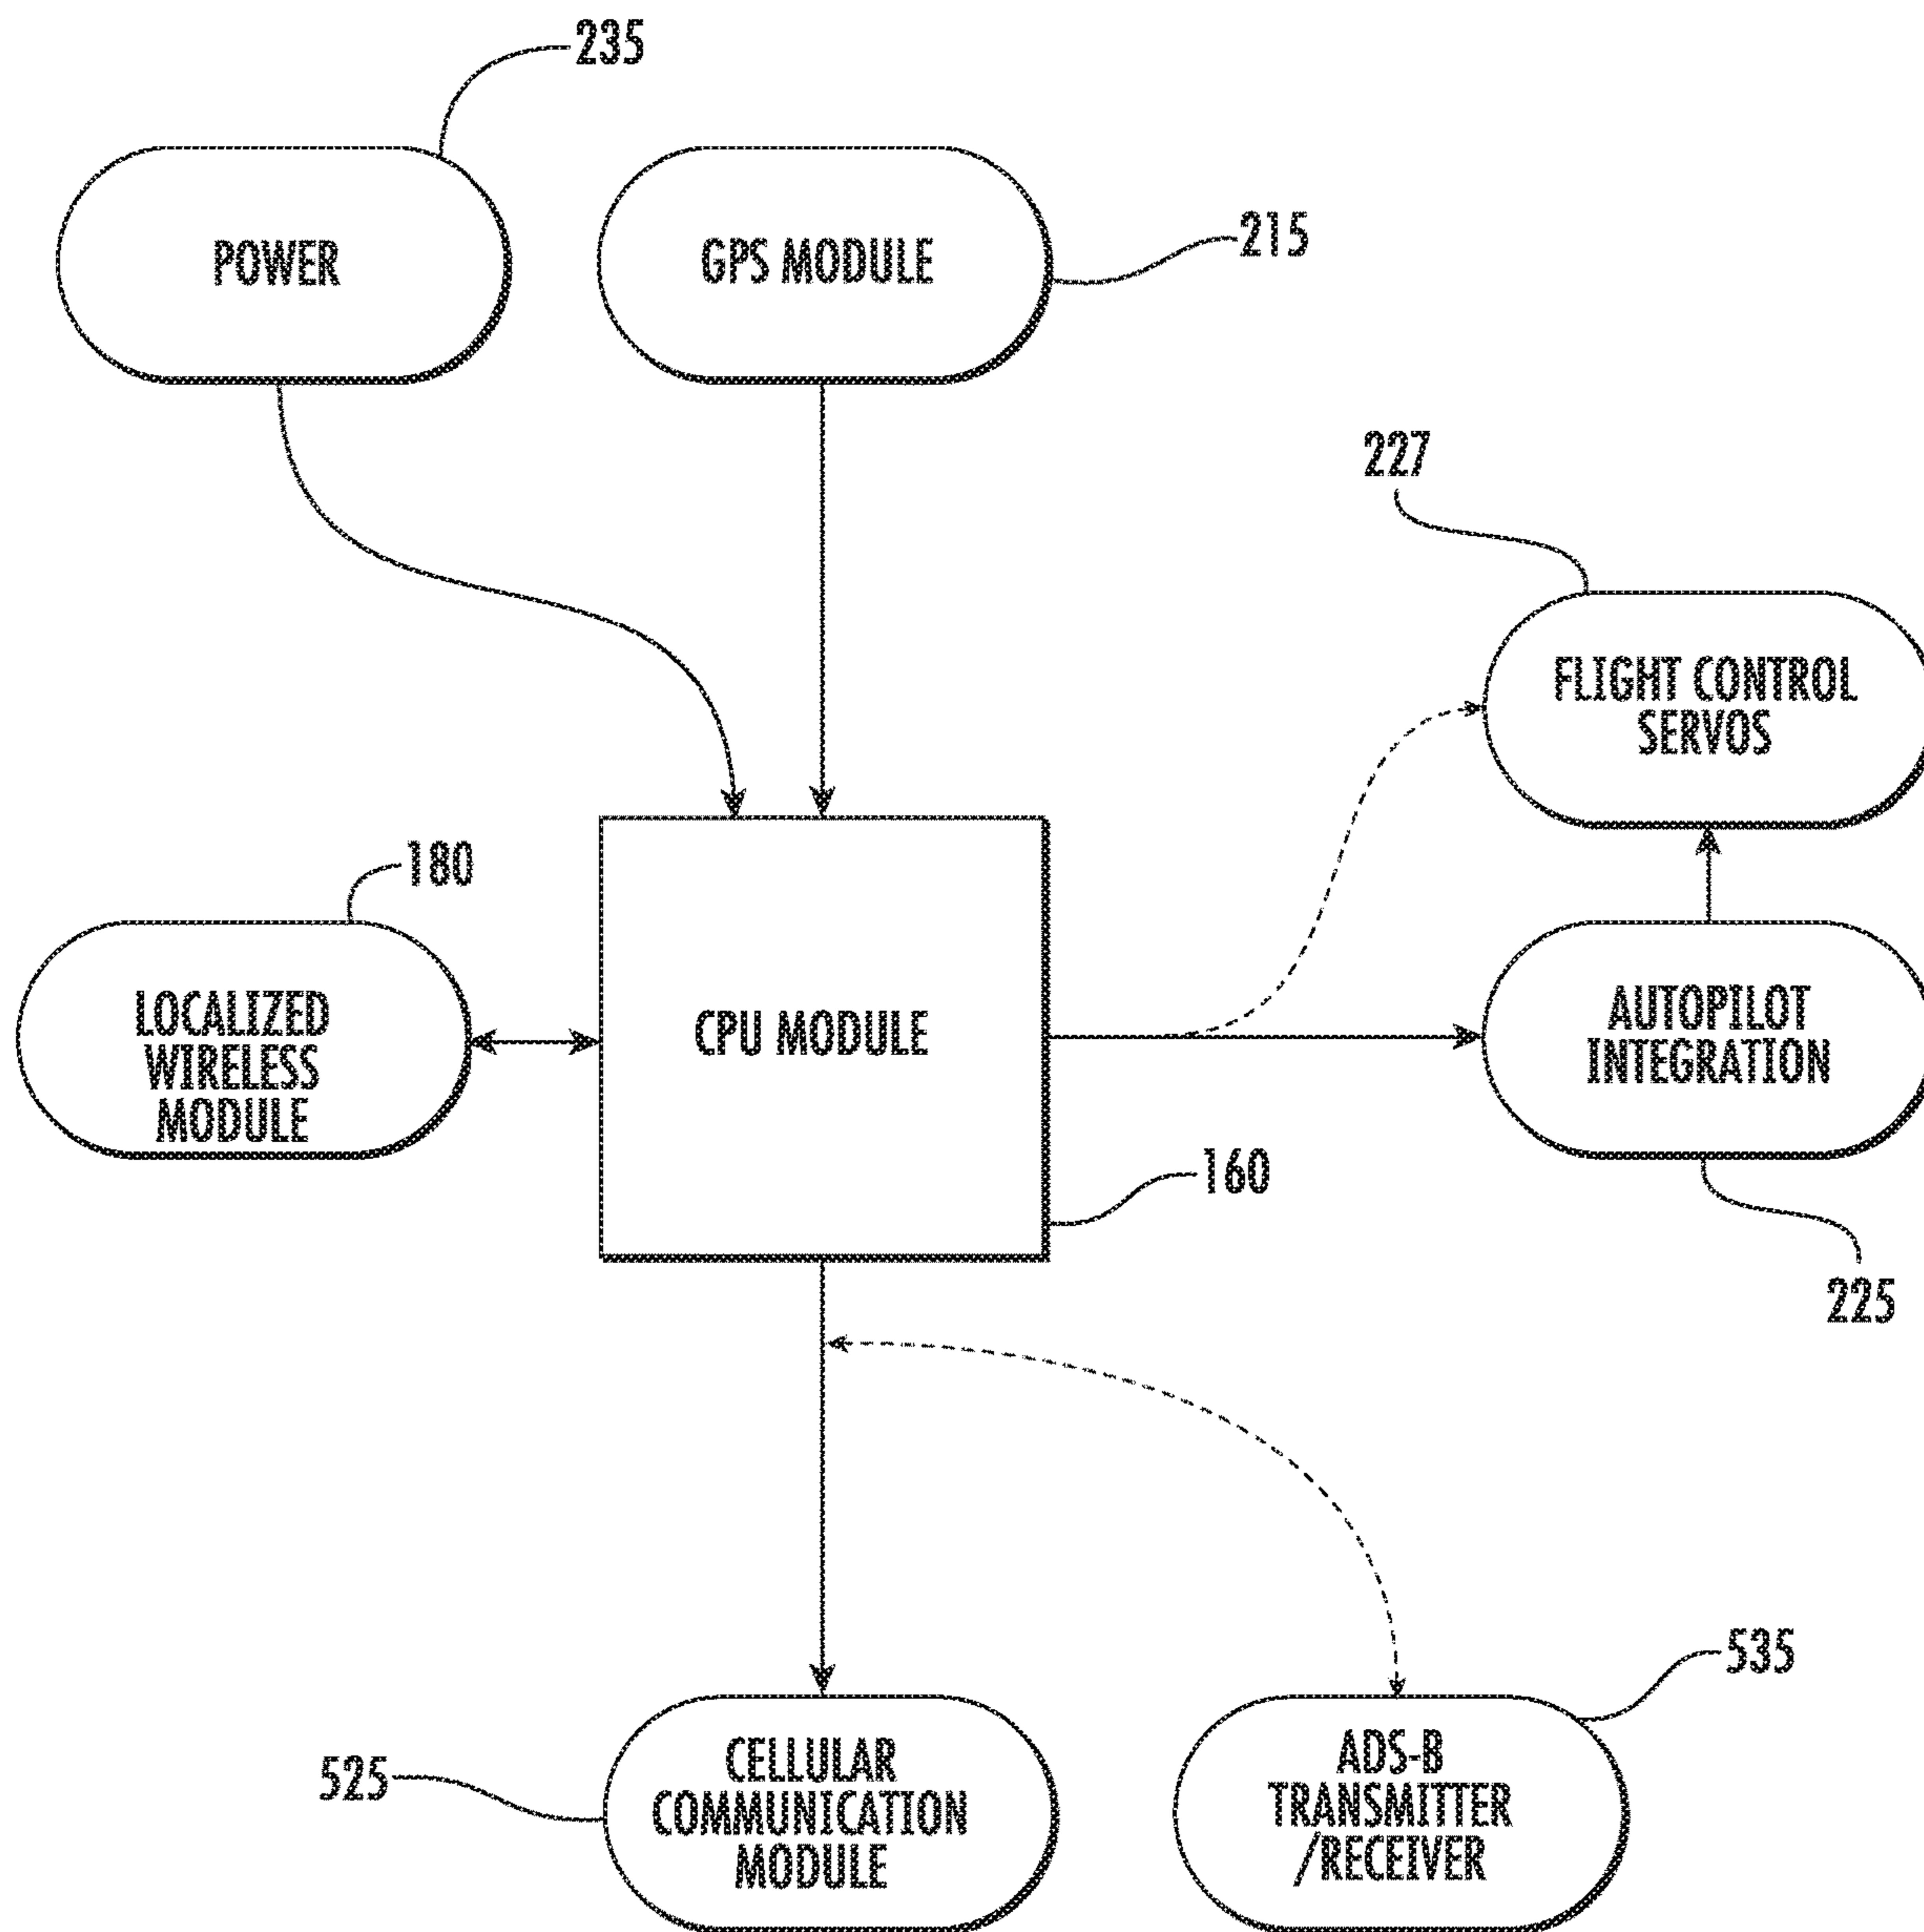 235
POWER
GPS MODULE
215
227
FLIGHT CONTROL
SERVOS
180
LOCALIZED
WIRELESS
MODULE
CPU MODULE
AUTOPILOT
INTEGRATION
160
225
535
525
CELLULAR
COMMUNICATION
MODULE
ADS-B
TRANSMITTER
/RECEIVER